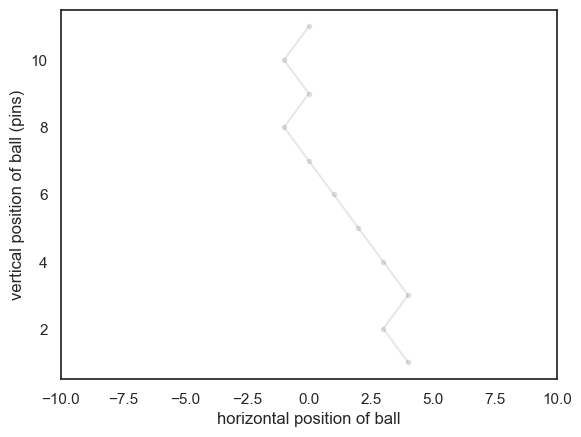 10
8
6
4
2
vertical position of ball (pins)
−10.0 −7.5 −5.0 −2.5 0.0 2.5 5.0 7.5 10.0
horizontal position of ball